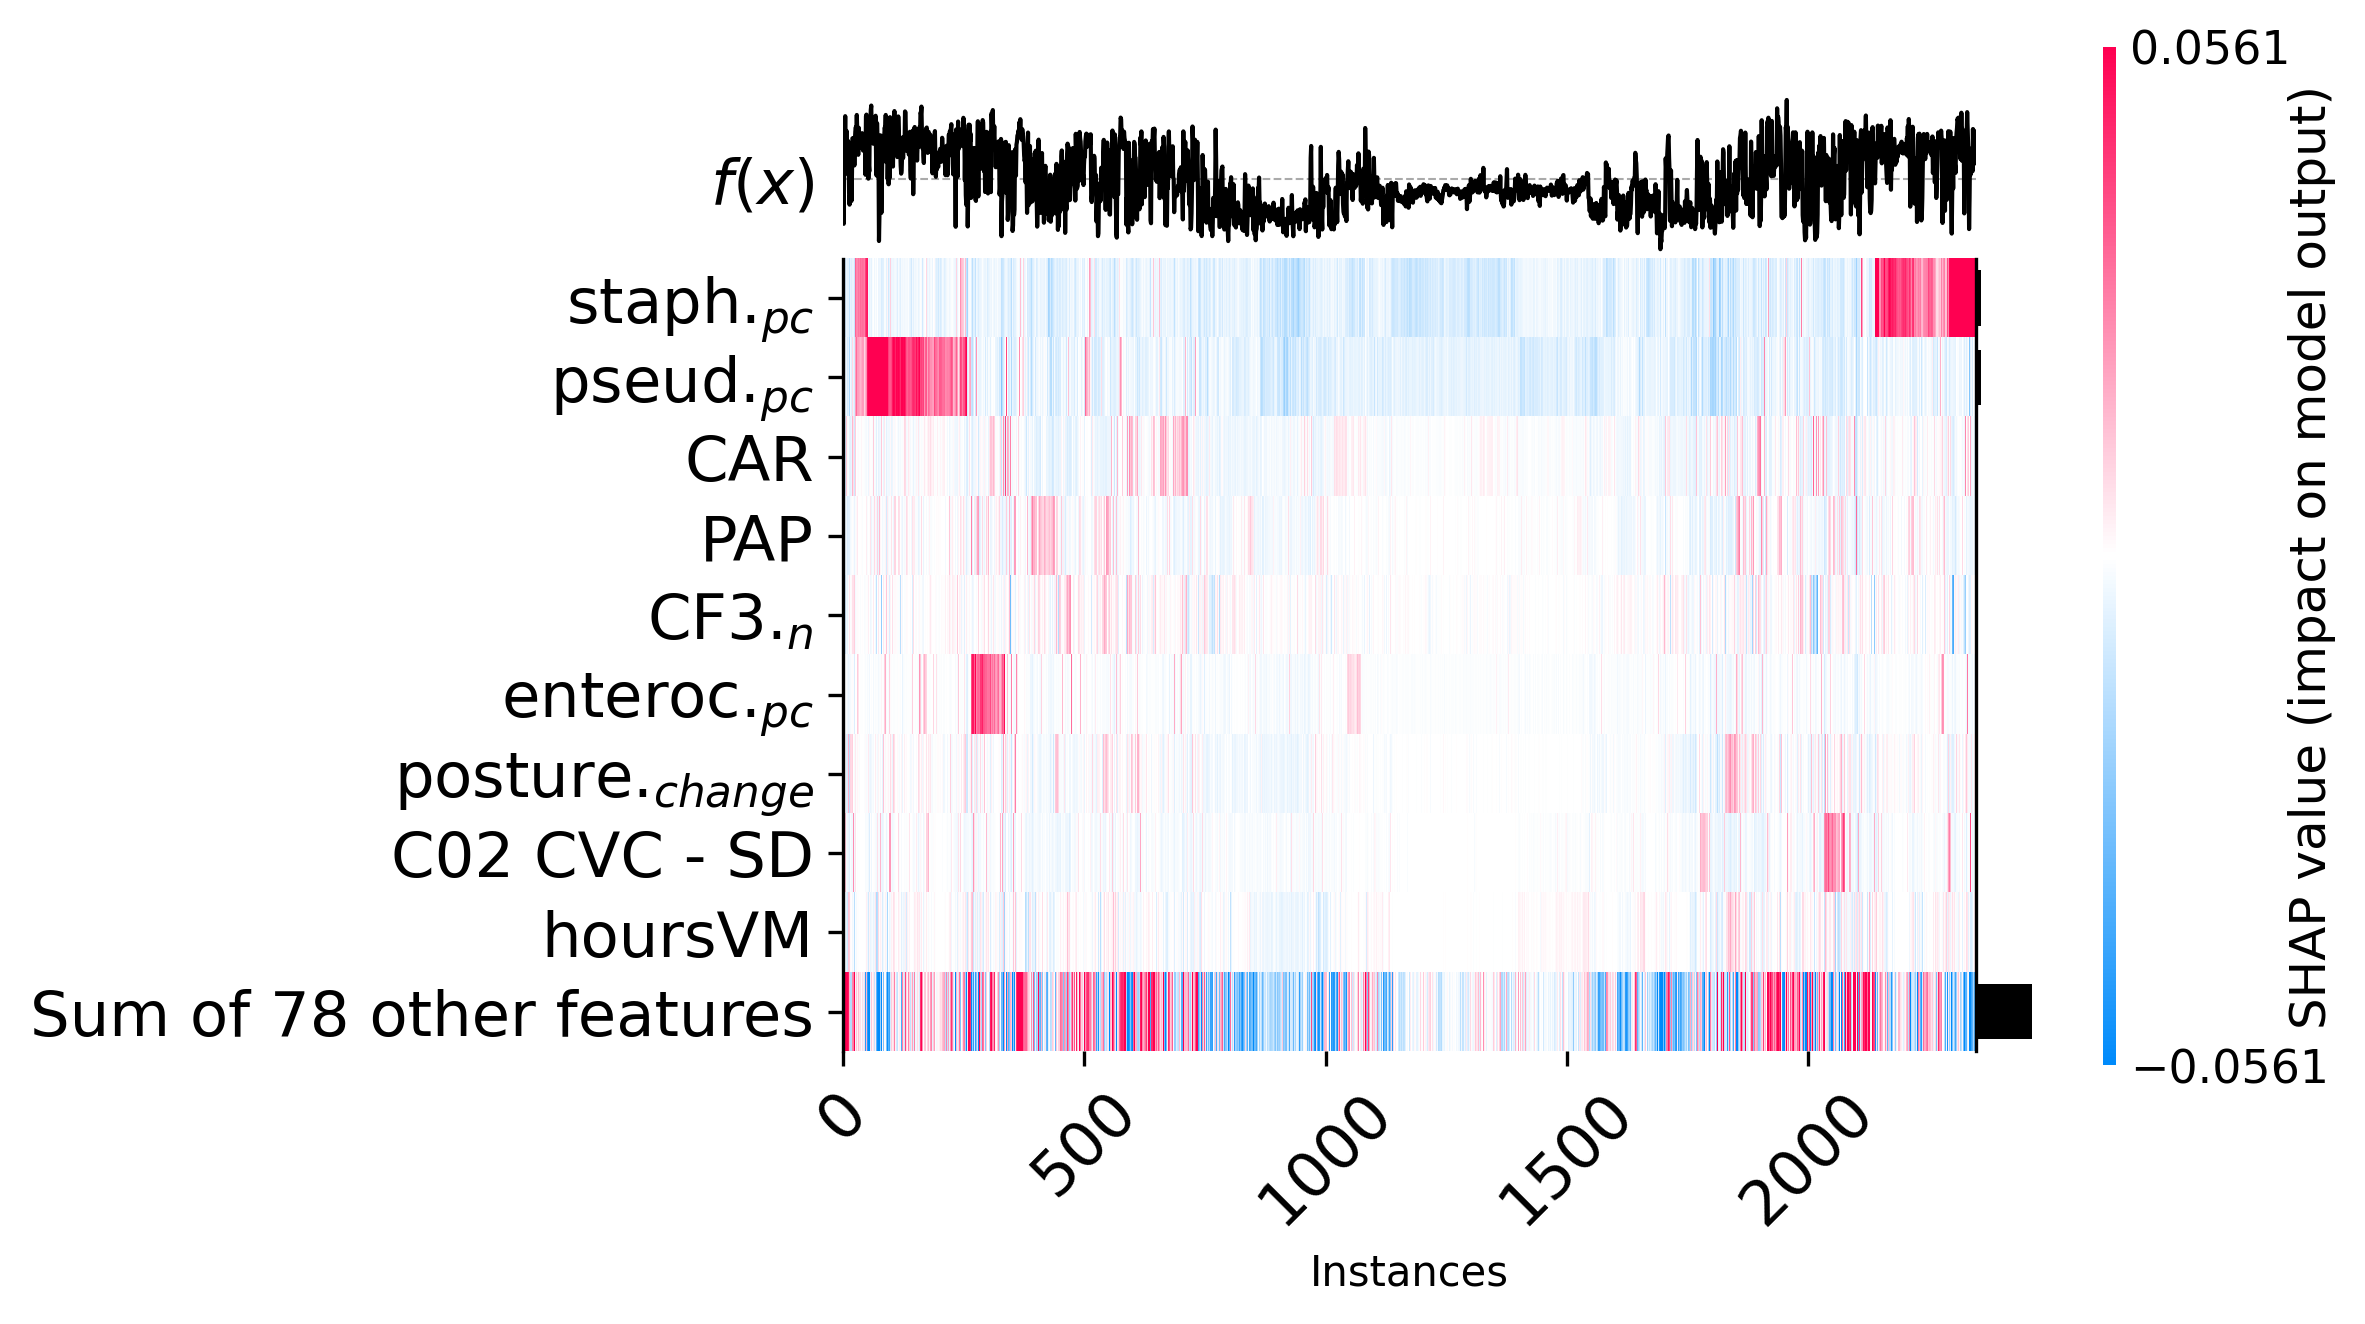 0.0561
f(x)
staph.pc
pseud.pc
CAR
PAP
CF3.n
enteroc.pc
posture.change
C02 CVC - SD
hoursVM
Sum of 78 other features
0
500
1000
1500
2000
Instances
SHAP value (impact on model output)
−0.0561